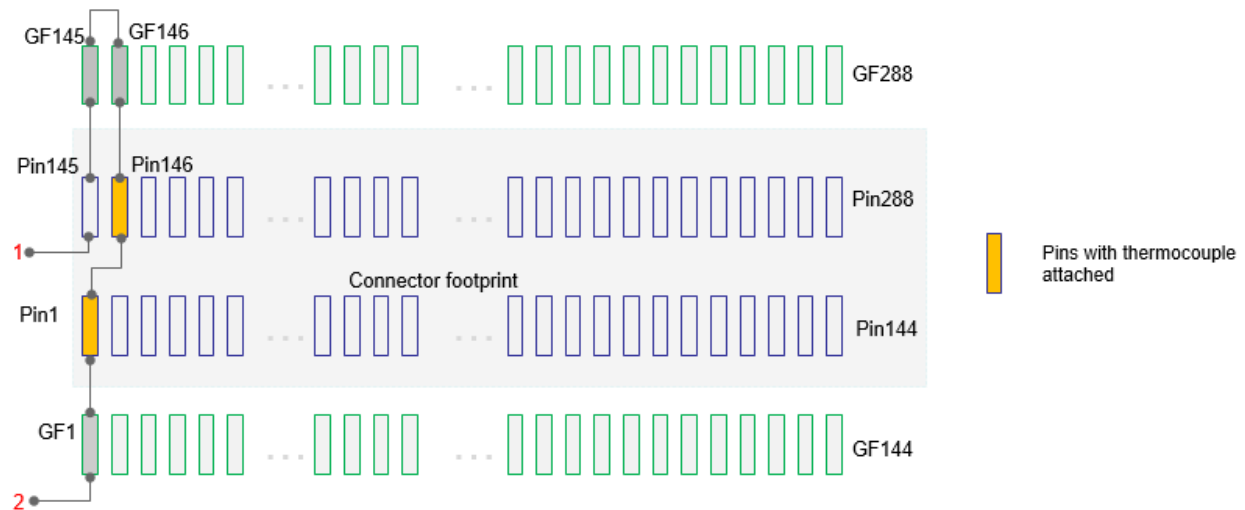 GF145 GF146
GF288
Pin145 Pin146
Pin288
1
Pins with thermocouple
attached
Connector footprint
Pin1
Pin144
GF1
GF144
2